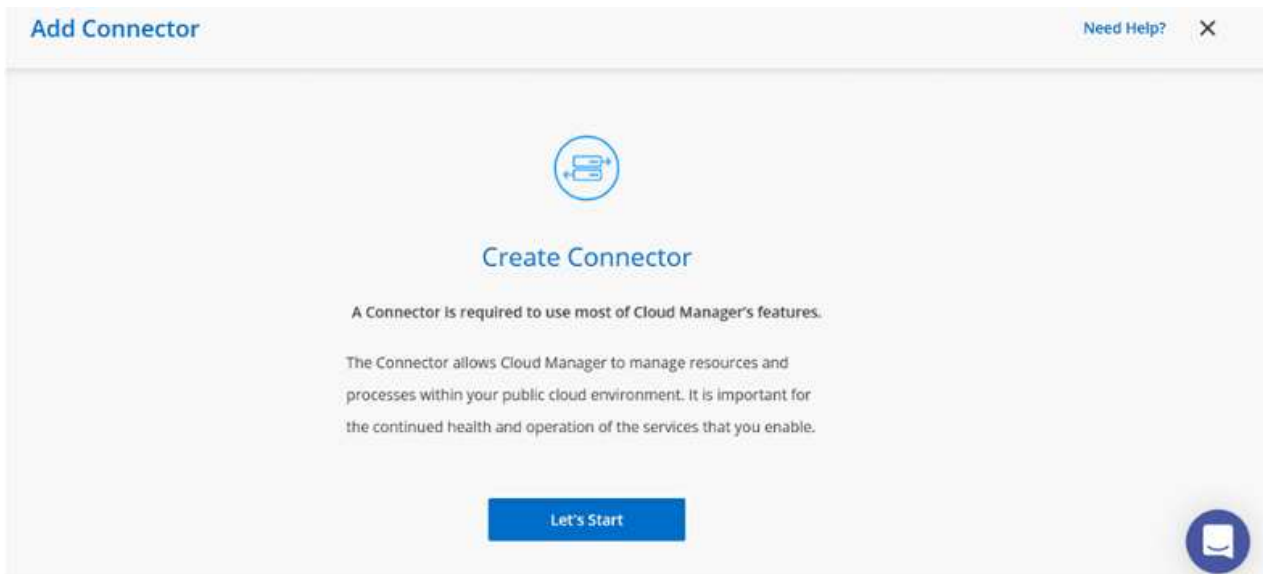 Add Connector
Need Help?
Create Connector
A Connector is required to use most of Cloud Manager's features.
The Connector allows Cloud Manager to manage resources and
processes within your public cloud environment. It is important for
the continued health and operation of the services that you enable.
Let's Start